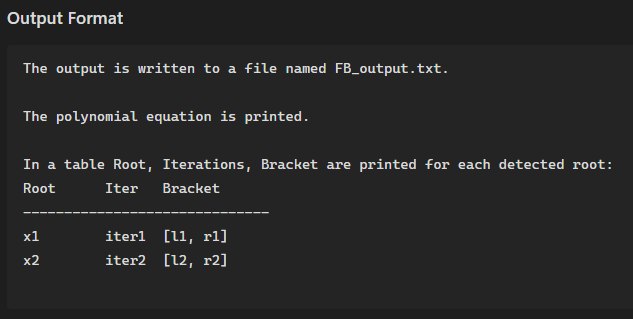 Output Format
The output is written to a file named FB_output.txt.
The polynomial equation is printed.
In a table Root, Iterations, Bracket are printed for each detected root:
Root      Iter   Bracket
------------------------------
x1        iter1  [l1, r1]
x2        iter2  [l2, r2]